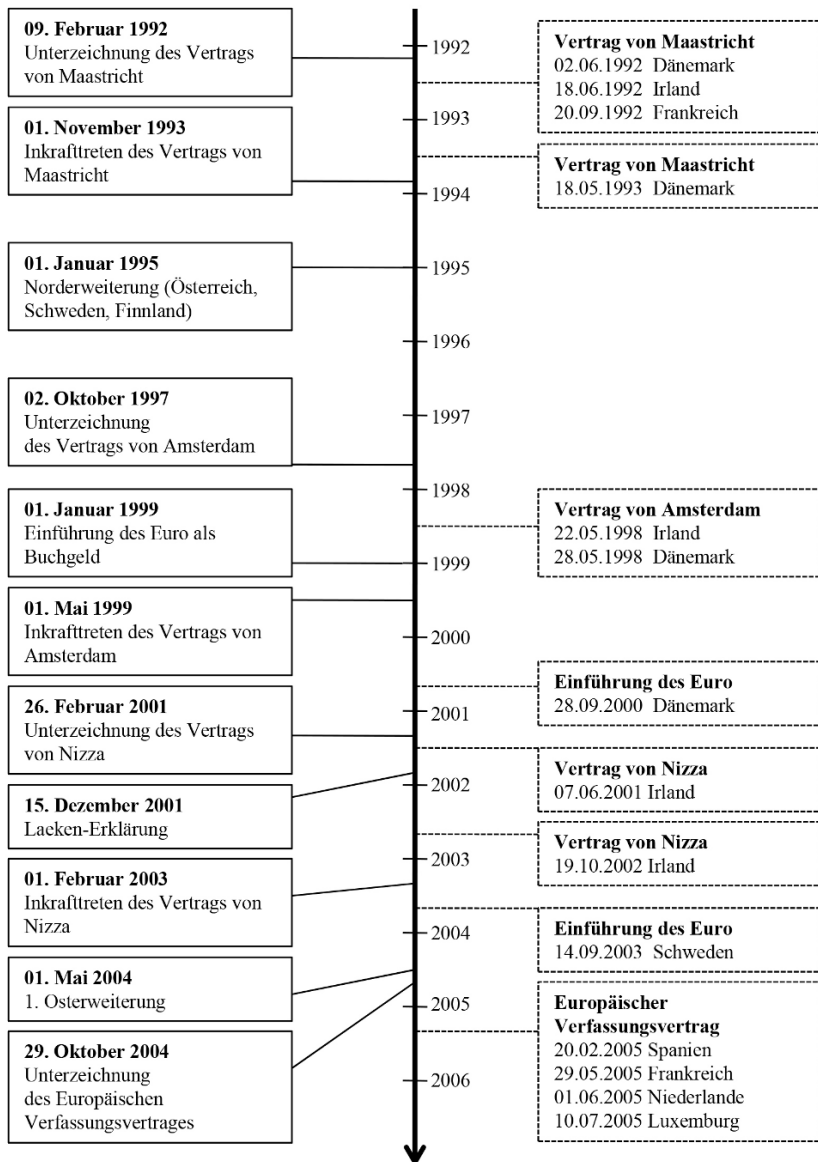 09. Februar 1992
Unterzeichnung des Vertrags
von Maastricht
01. November 1993
Inkrafttreten des Vertrags von
Maastricht
01. Januar 1995
Norderweiterung (Österreich,
Schweden, Finnland)
02. Oktober 1997
Unterzeichnung
des Vertrags von Amsterdam
01. Januar 1999
Einführung des Euro als
Buchgeld
01. Mai 1999
Inkrafttreten des Vertrags von
Amsterdam
26. Februar 2001
Unterzeichnung des Vertrags
von Nizza
15. Dezember 2001
Laeken-Erklärung
01. Februar 2003
Inkrafttreten des Vertrags von
Nizza
01. Mai 2004
1. Osterweiterung
29. Oktober 2004
Unterzeichnung
des Europäischen
Verfassungsvertrages
1992
1993
1994
1995
1996
1997
1998
1999
2000
2001
2002
2003
2004
2005
2006
Vertrag von Maastricht
02.06.1992 Dänemark
18.06.1992 Irland
20.09.1992 Frankreich
Vertrag von Maastricht
18.05.1993 Dänemark
Vertrag von Amsterdam
22.05.1998 Irland
28.05.1998 Dänemark
Einführung des Euro
28.09.2000 Dänemark
Vertrag von Nizza
07.06.2001 Irland
Vertrag von Nizza
19.10.2002 Irland
Einführung des Euro
14.09.2003 Schweden
Europäischer
Verfassungsvertrag
20.02.2005 Spanien
29.05.2005 Frankreich
01.06.2005 Niederlande
10.07.2005 Luxemburg